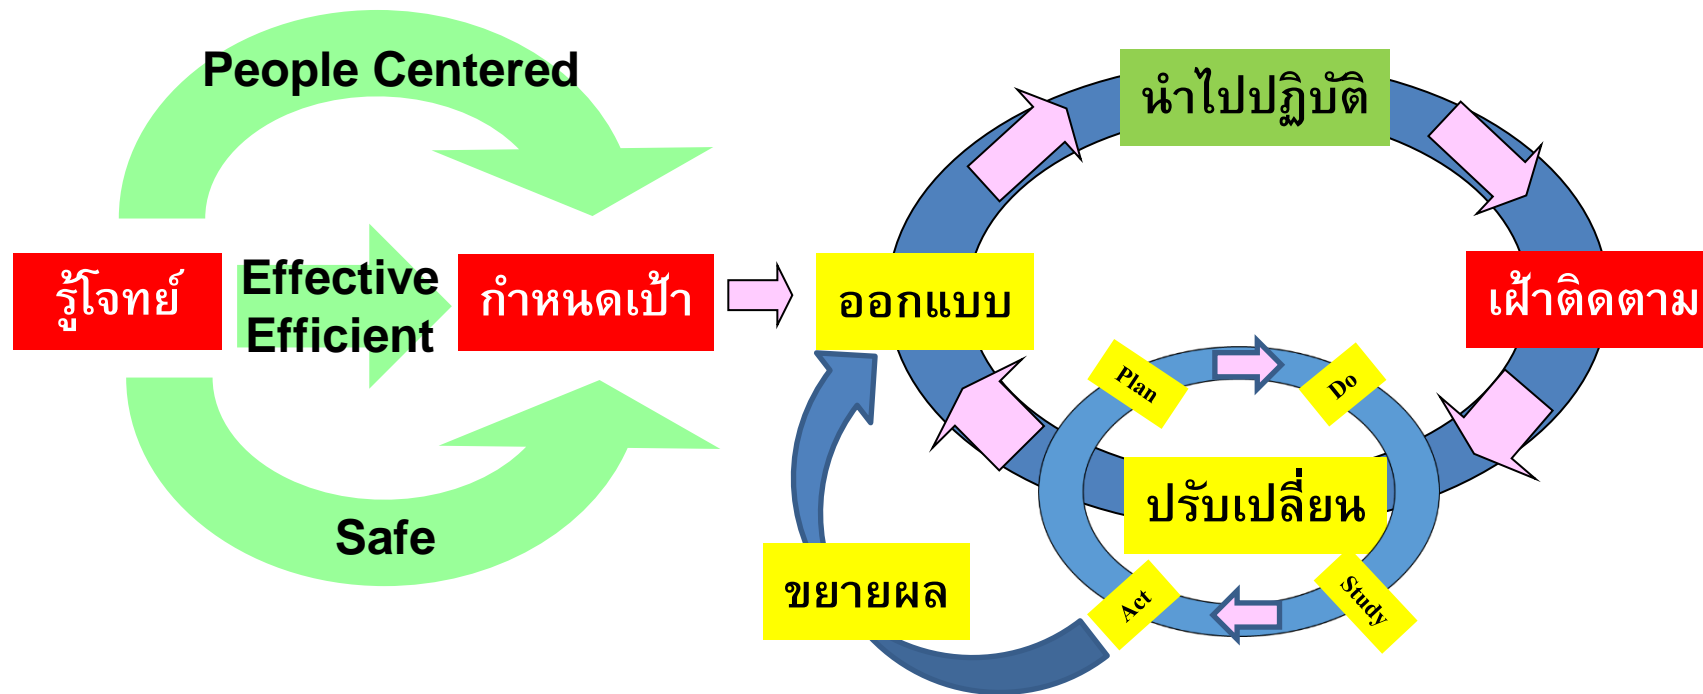 People Centered
นำไปปฏิบัติ
รู้โจทย์
Effective
Efficient
กำหนดเป้า
ออกแบบ
เฝ้าติดตาม
Plan
Do
ปรับเปลี่ยน
Safe
ขยายผล
Act
Study